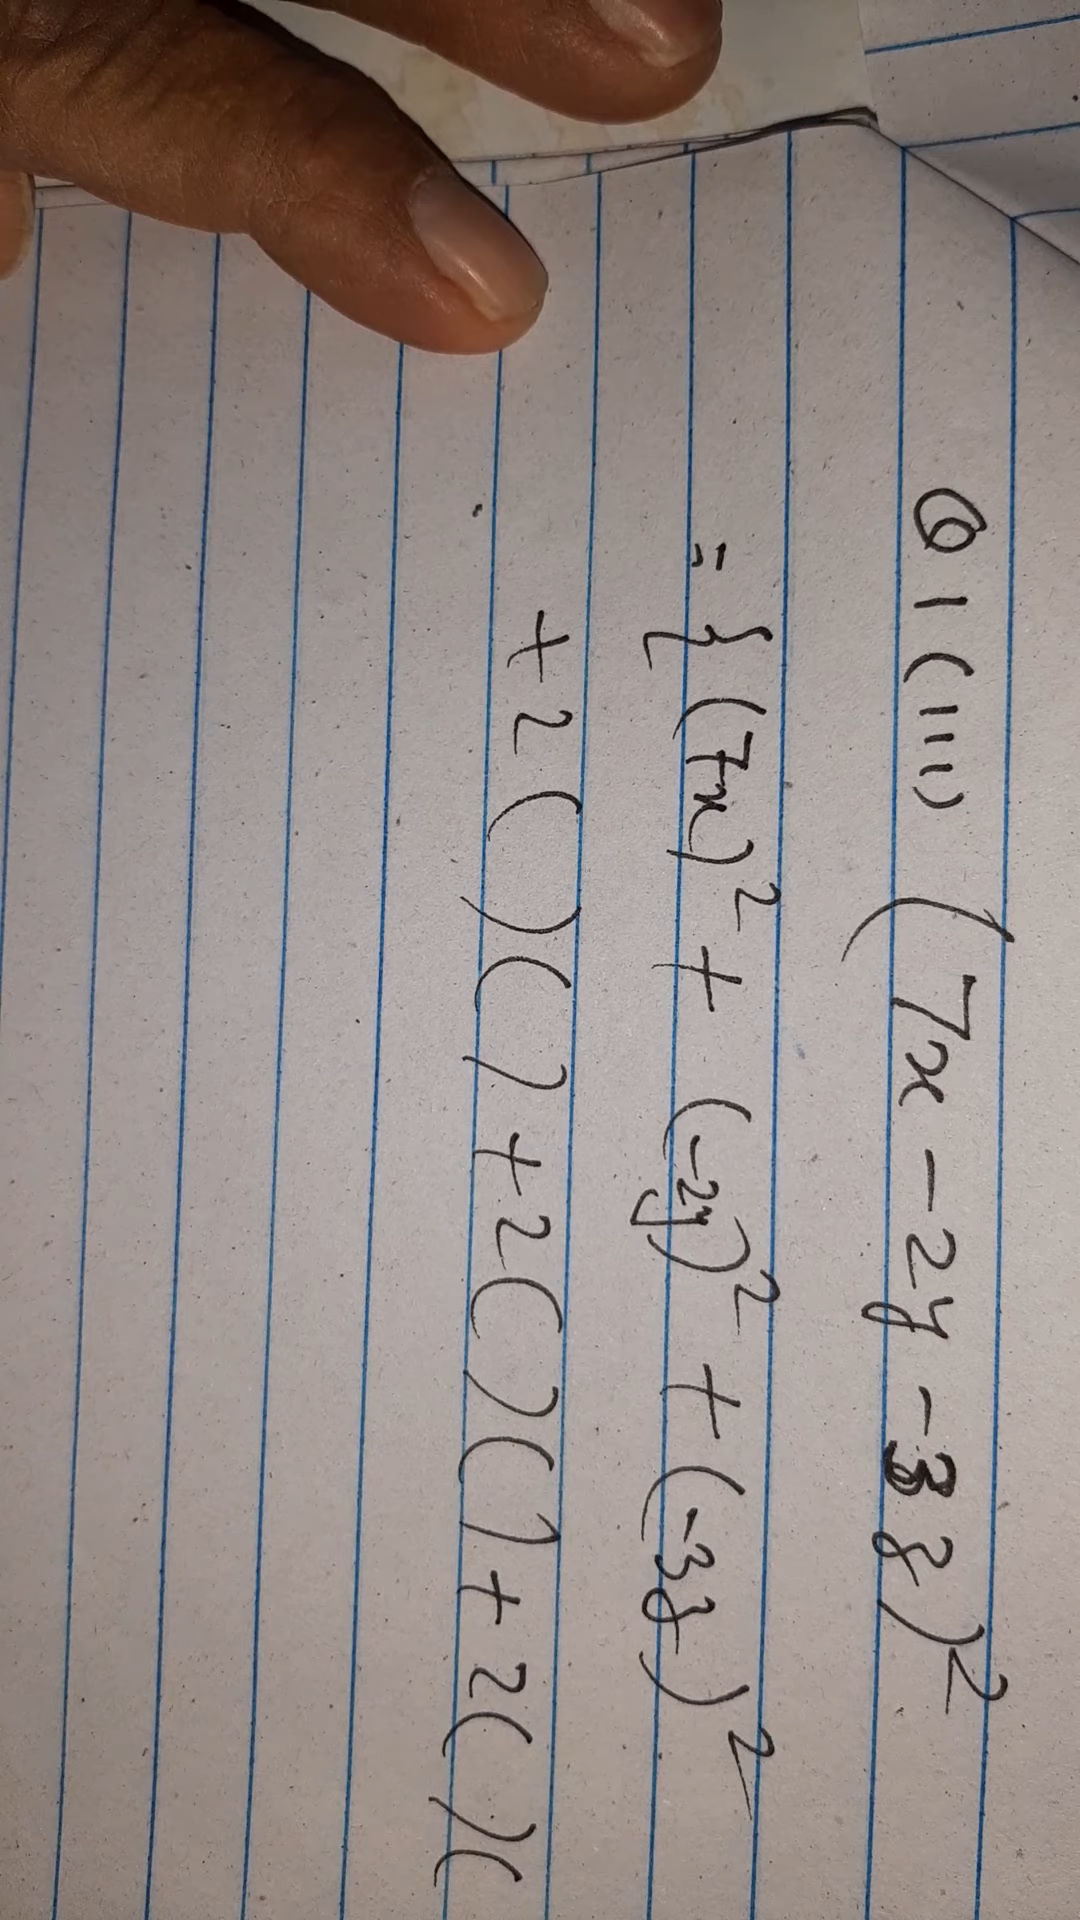 Q1(iii) (7x - 2y - 3z)²
= {(7x)² + (-2y)² + (-3z)²
+ 2( )( ) + 2( )( ) + 2( )(